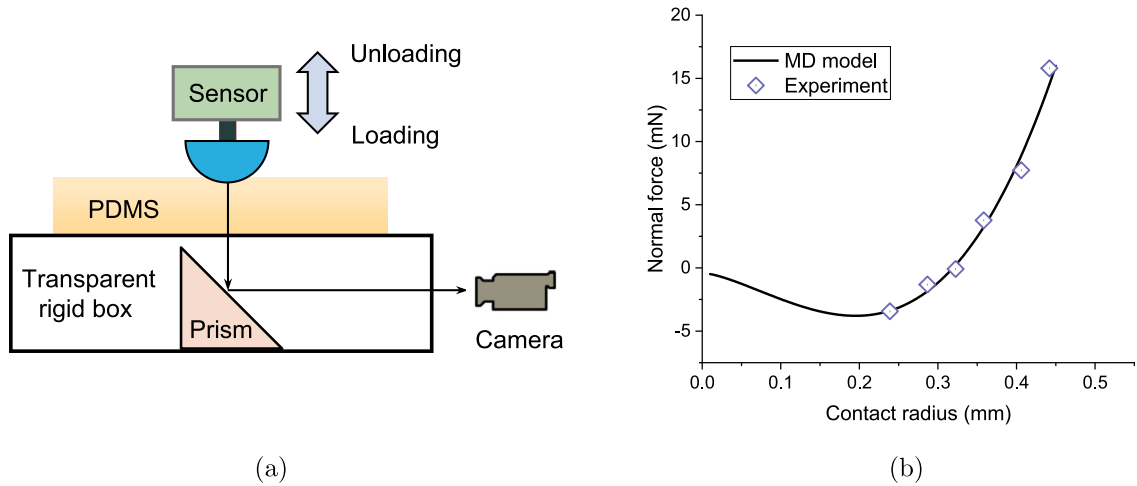 Sensor
Unloading
Loading
PDMS
Transparent
rigid box
Prism
Camera
(a)
20
15
10
5
0
-5
Normal force (mN)
MD model
Experiment
0.0 0.1 0.2 0.3 0.4 0.5
Contact radius (mm)
(b)